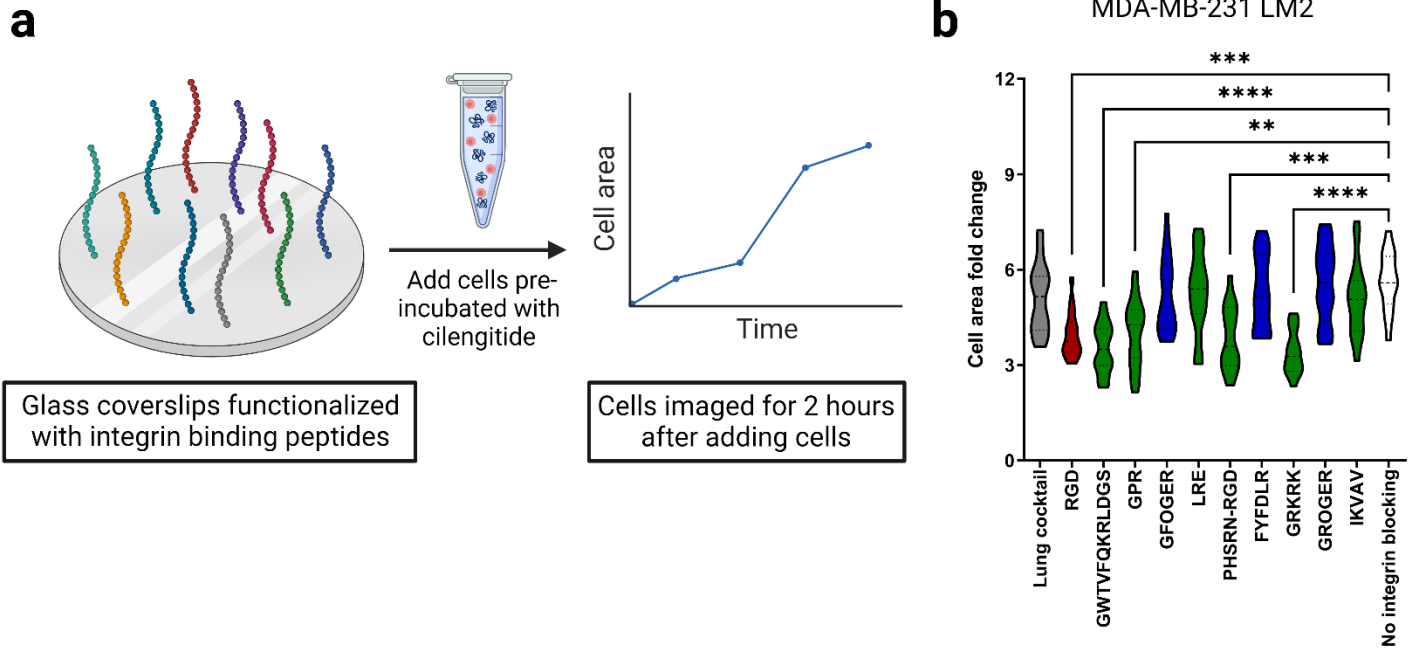 a
Add cells pre-
incubated with
cilengitide
Cell area
Time
Glass coverslips functionalized
with integrin binding peptides
Cells imaged for 2 hours
after adding cells
b
MDA-MB-231 LM2
***
****
**
***
****
Cell area fold change
12
9
6
3
0
Lung cocktail
RGD
GWTVFQKRLDGS
GPR
GFOGER
LRE
PHSRN-RGD
FYFDLR
GRKRK
GROGER
IKVAV
No integrin blocking